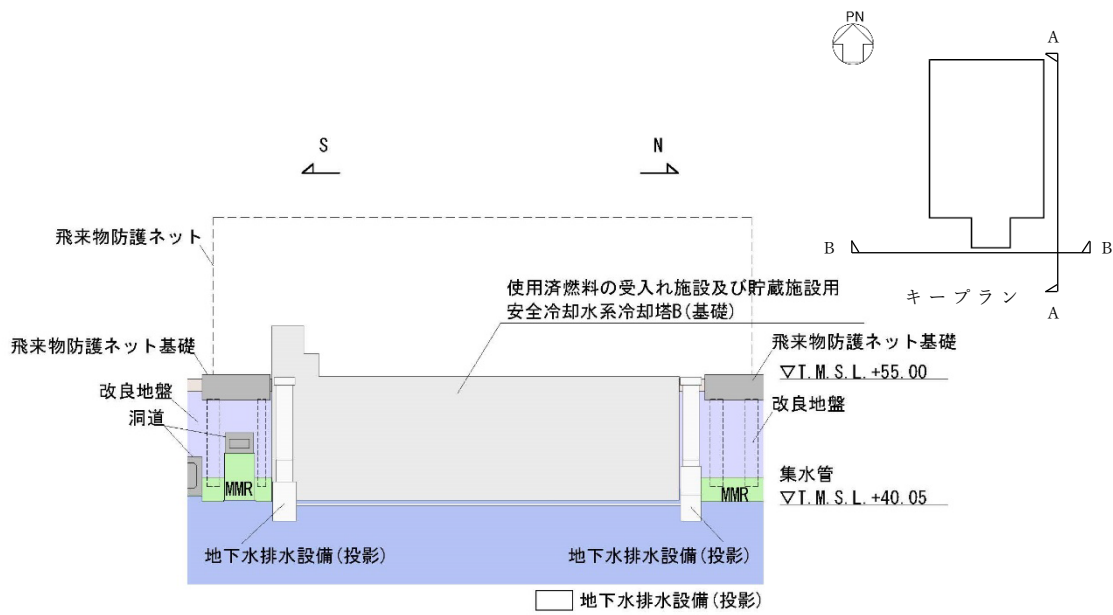 PN
A
S
N
飛来物防護ネット
使用済燃料の受入れ施設及び貯蔵施設用
安全冷却水系冷却塔B(基礎)
B
B
キープラン
A
飛来物防護ネット基礎
飛来物防護ネット基礎
▽T.M.S.L.+55.00
改良地盤
改良地盤
洞道
集水管
MMR
MMR
▽T.M.S.L.+40.05
地下水排水設備(投影)
地下水排水設備(投影)
地下水排水設備(投影)